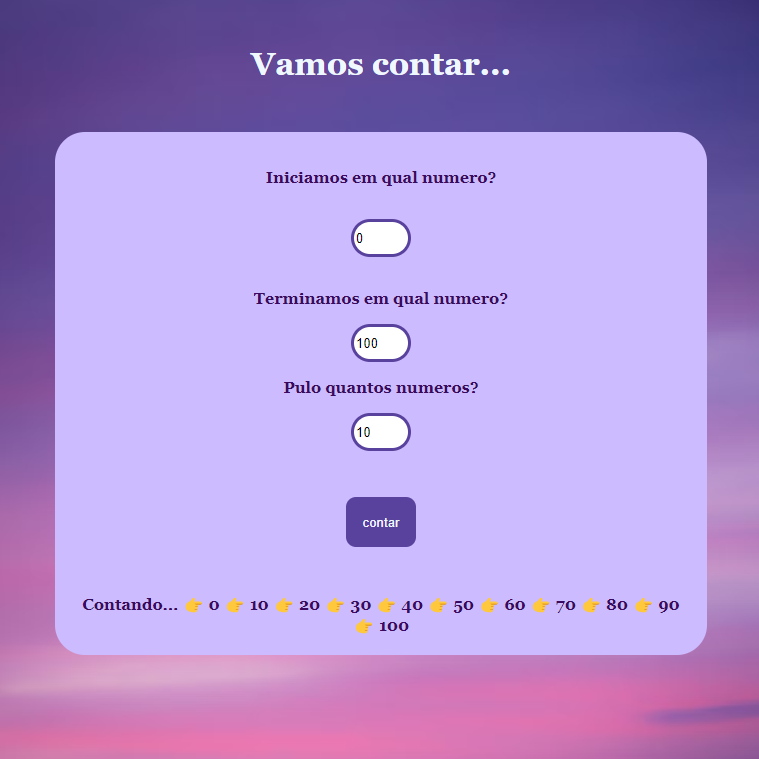 Vamos contar...
Iniciamos em qual numero?
0
Terminamos em qual numero?
100
Pulo quantos numeros?
10
contar
Contando... 👉 0 👉 10 👉 20 👉 30 👉 40 👉 50 👉 60 👉 70 👉 80 👉 90
👉 100